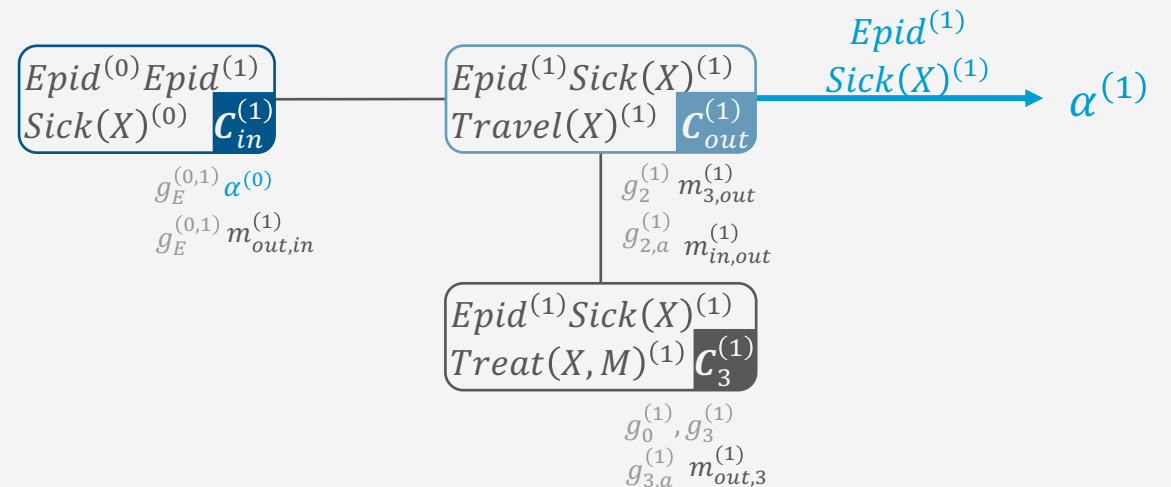 Epid^(1)
Sick(X)^(1)
α^(1)
Epid^(0)Epid^(1)
Sick(X)^(0) C_in^(1)
Epid^(1)Sick(X)^(1)
Travel(X)^(1) C_out^(1)
g_E^(0,1) α^(0)
g_E^(0,1) m_out,in^(1)
g_2^(1) m_3,out^(1)
g_2,a^(1) m_in,out^(1)
Epid^(1)Sick(X)^(1)
Treat(X, M)^(1) C_3^(1)
g_0^(1), g_3^(1)
g_3,a^(1) m_out,3^(1)